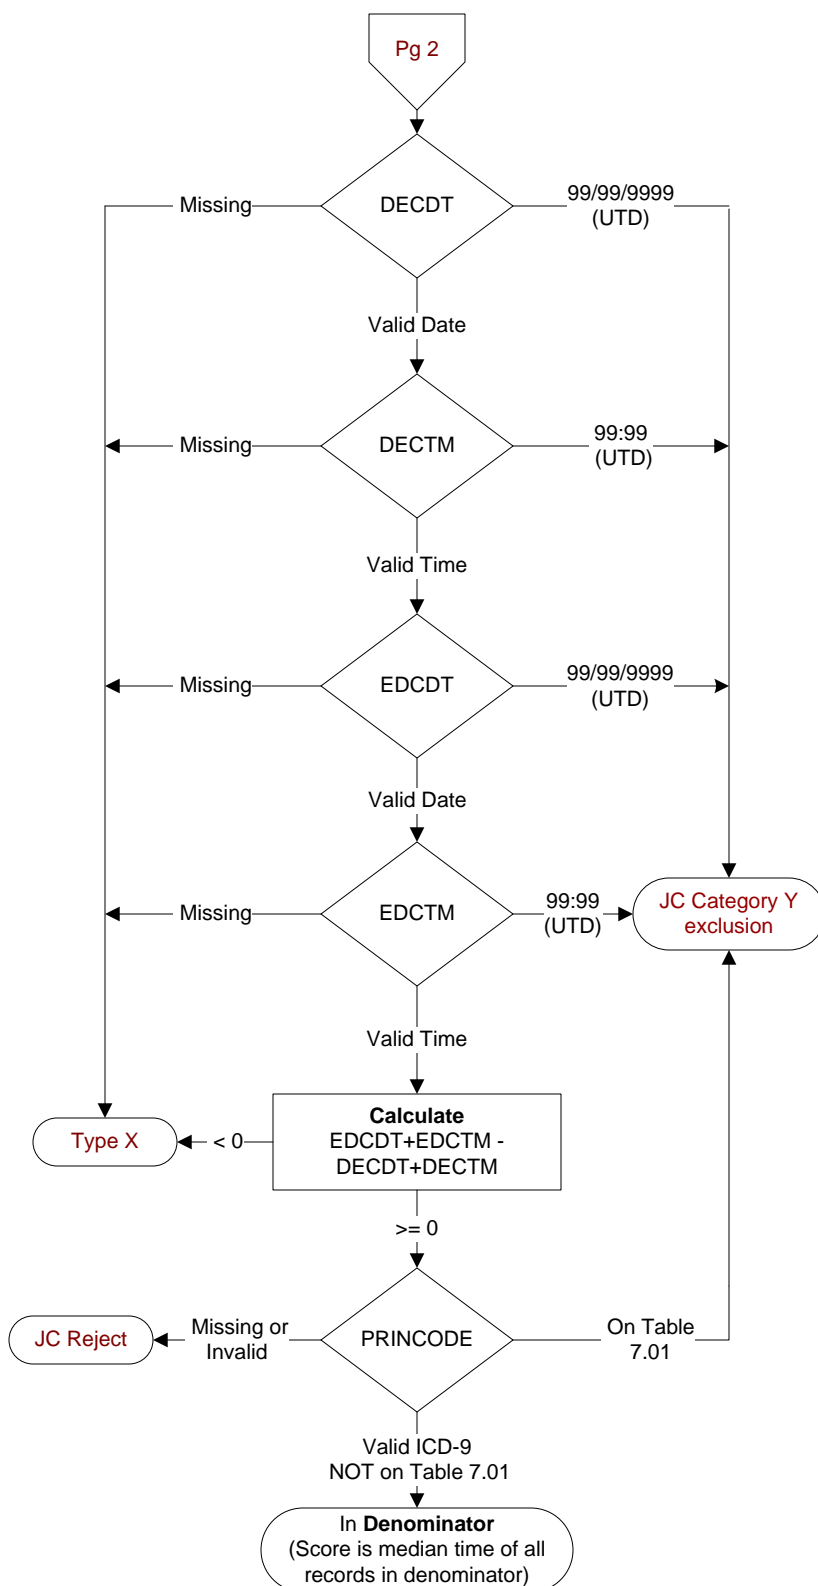 Pg 2
Missing
DECDT
99/99/9999
(UTD)
Valid Date
Missing
DECTM
99:99
(UTD)
Valid Time
Missing
EDCDT
99/99/9999
(UTD)
Valid Date
Missing
EDCTM
99:99
(UTD)
JC Category Y
exclusion
Valid Time
Type X
< 0
Calculate
EDCDT+EDCTM -
DECDT+DECTM
>= 0
JC Reject
Missing or
Invalid
PRINCODE
On Table
7.01
Valid ICD-9
NOT on Table 7.01
In Denominator
(Score is median time of all
records in denominator)